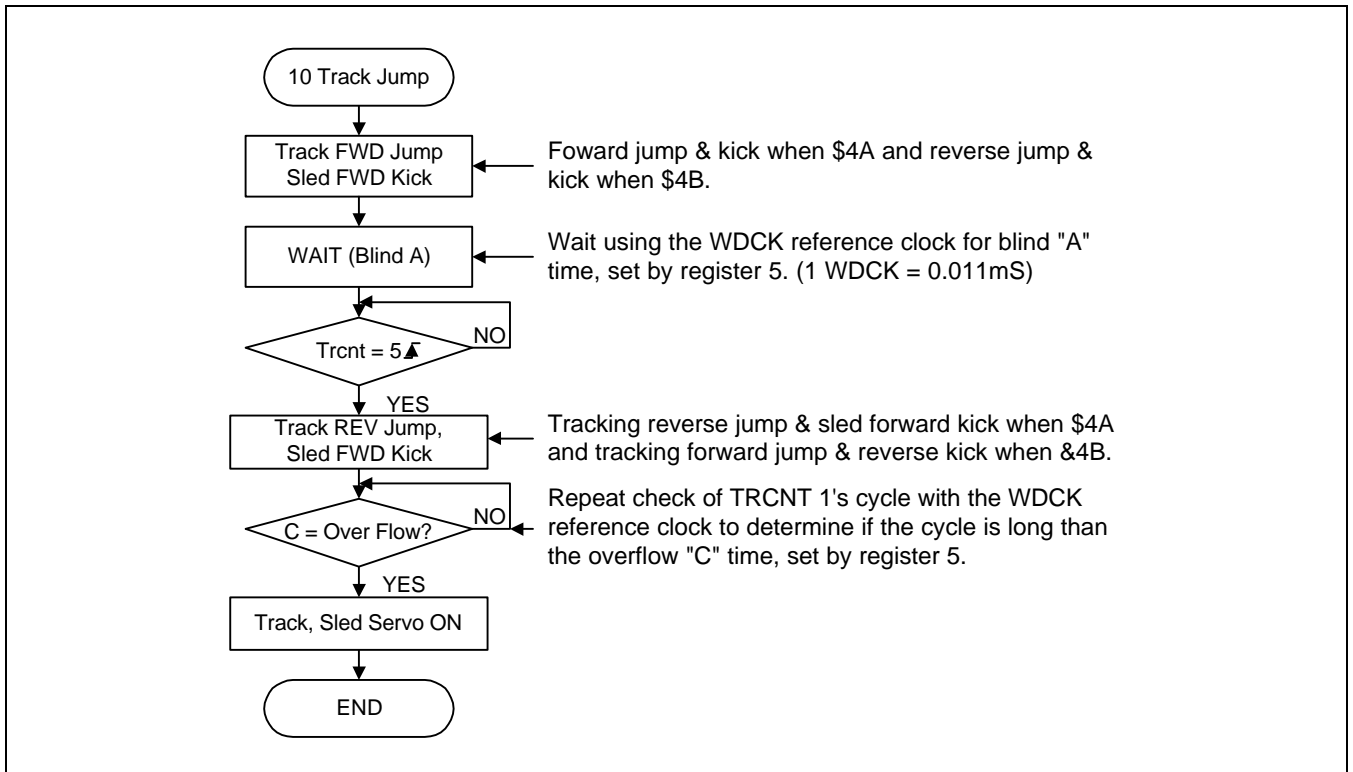 10 Track Jump
Track FWD Jump
Sled FWD Kick
Foward jump & kick when $4A and reverse jump &
kick when $4B.
WAIT (Blind A)
Wait using the WDCK reference clock for blind "A"
time, set by register 5. (1 WDCK = 0.011mS)
Trcnt = 5
NO
YES
Track REV Jump,
Sled FWD Kick
Tracking reverse jump & sled forward kick when $4A
and tracking forward jump & reverse kick when &4B.
C = Over Flow?
NO
Repeat check of TRCNT 1's cycle with the WDCK
reference clock to determine if the cycle is long than
the overflow "C" time, set by register 5.
YES
Track, Sled Servo ON
END